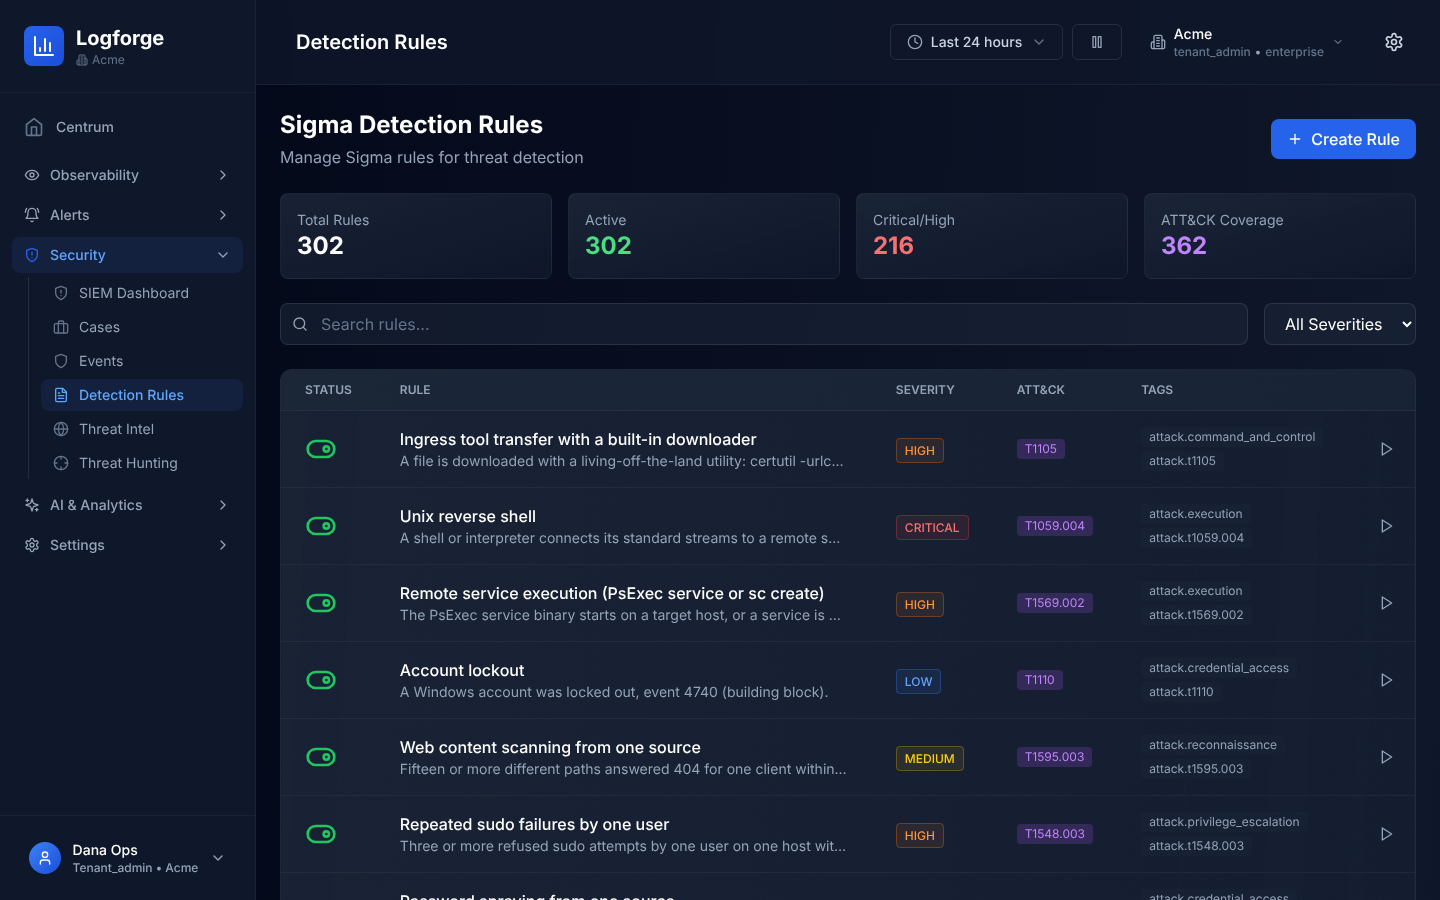 Logforge
Acme
Centrum
Observability
Alerts
Security
SIEM Dashboard
Cases
Events
Detection Rules
Threat Intel
Threat Hunting
AI & Analytics
Settings
Dana Ops
Tenant_admin • Acme
Detection Rules
Last 24 hours
Acme
tenant_admin • enterprise
Sigma Detection Rules
Manage Sigma rules for threat detection
+ Create Rule
Total Rules
302
Active
302
Critical/High
216
ATT&CK Coverage
362
Search rules...
All Severities
STATUS RULE SEVERITY ATT&CK TAGS
Ingress tool transfer with a built-in downloader
A file is downloaded with a living-off-the-land utility: certutil -urlc...
HIGH
T1105
attack.command_and_control
attack.t1105
Unix reverse shell
A shell or interpreter connects its standard streams to a remote s...
CRITICAL
T1059.004
attack.execution
attack.t1059.004
Remote service execution (PsExec service or sc create)
The PsExec service binary starts on a target host, or a service is ...
HIGH
T1569.002
attack.execution
attack.t1569.002
Account lockout
A Windows account was locked out, event 4740 (building block).
LOW
T1110
attack.credential_access
attack.t1110
Web content scanning from one source
Fifteen or more different paths answered 404 for one client within...
MEDIUM
T1595.003
attack.reconnaissance
attack.t1595.003
Repeated sudo failures by one user
Three or more refused sudo attempts by one user on one host wit...
HIGH
T1548.003
attack.privilege_escalation
attack.t1548.003
Password spraying from one source
attack.credential_access